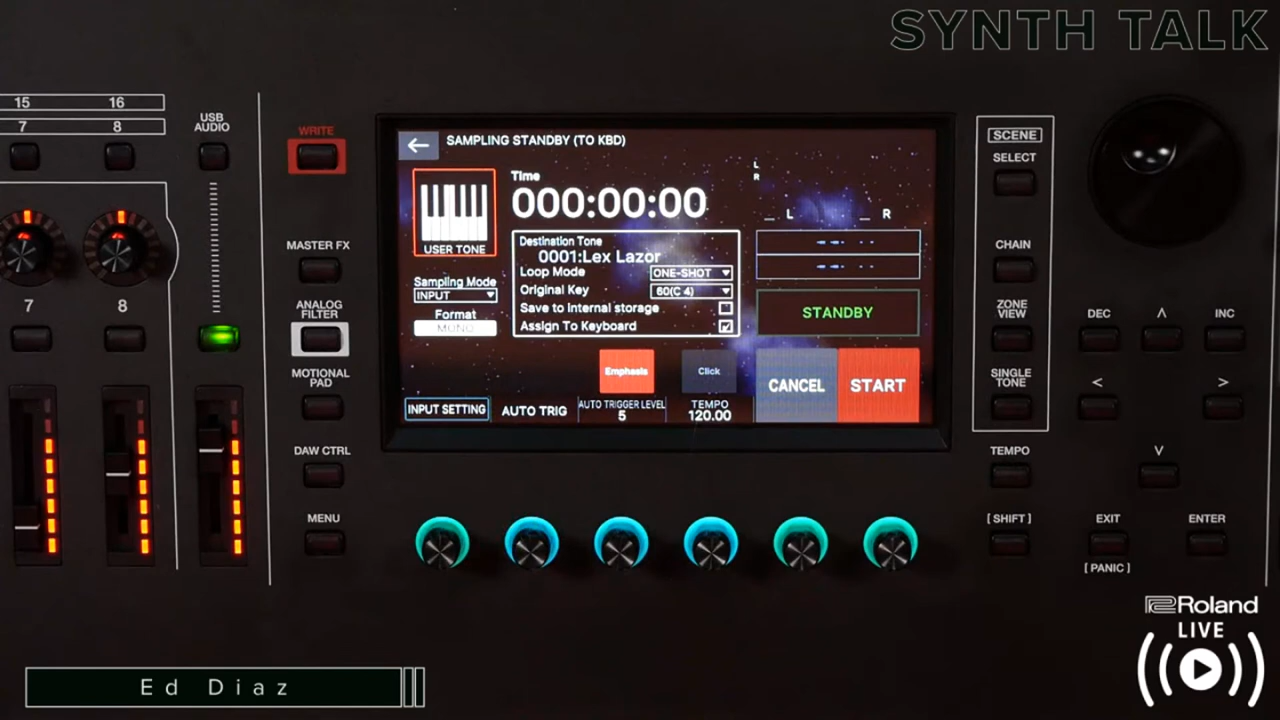 SYNTH TALK
15 16
7 8
USB
AUDIO
7 8
WRITE
MASTER FX
ANALOG
FILTER
MOTIONAL
PAD
DAW CTRL
MENU
SAMPLING STANDBY (TO KBD)
USER TONE
Time
000:00:00
L
R
_ L _ R
Sampling Mode
INPUT
Format
MONO
Destination Tone
0001:Lex Lazor
Loop Mode ONE-SHOT
Original Key 60(C 4)
Save to internal storage
Assign To Keyboard
STANDBY
Emphasis
Click
CANCEL
START
INPUT SETTING
AUTO TRIG
AUTO TRIGGER LEVEL
5
TEMPO
120.00
SCENE
SELECT
CHAIN
ZONE
VIEW
SINGLE
TONE
TEMPO
[ SHIFT ]
DEC ∧ INC
< >
∨
EXIT
ENTER
[ PANIC ]
Roland
LIVE
Ed Diaz